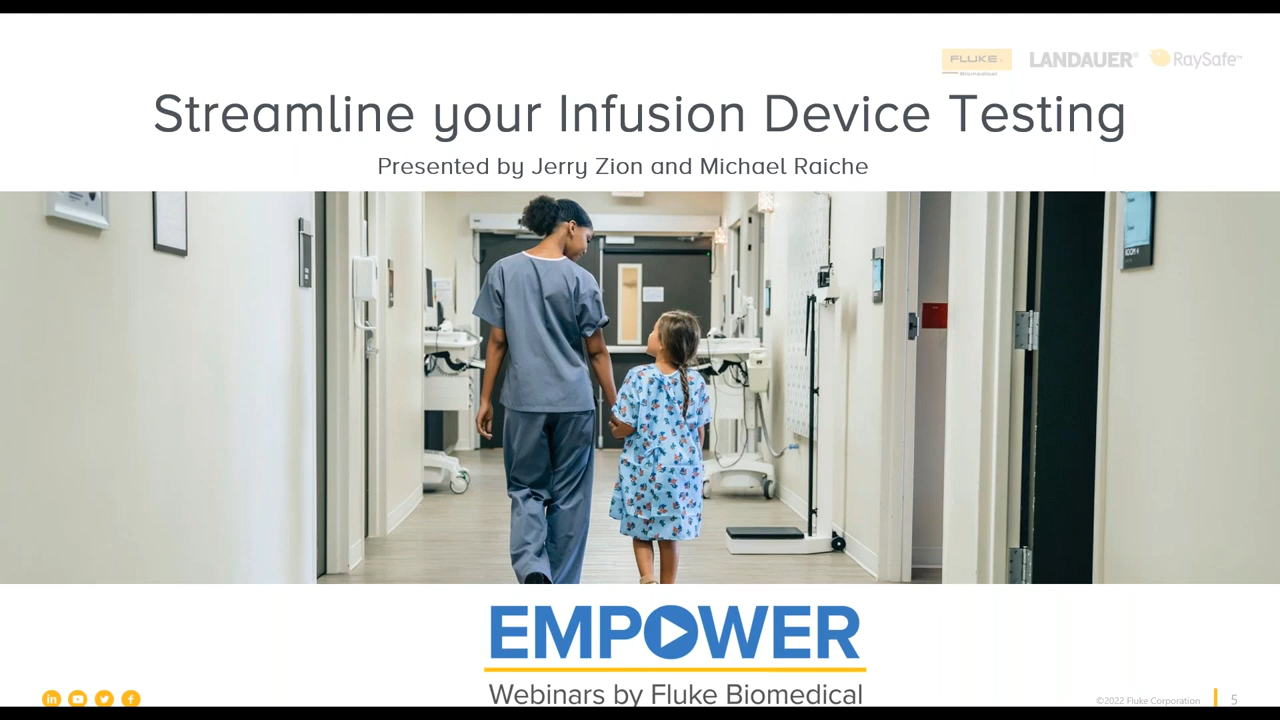 FLUKE
Biomedical
LANDAUER®
RaySafe™
Streamline your Infusion Device Testing
Presented by Jerry Zion and Michael Raiche
EMPOWER
Webinars by Fluke Biomedical
©2022 Fluke Corporation
5